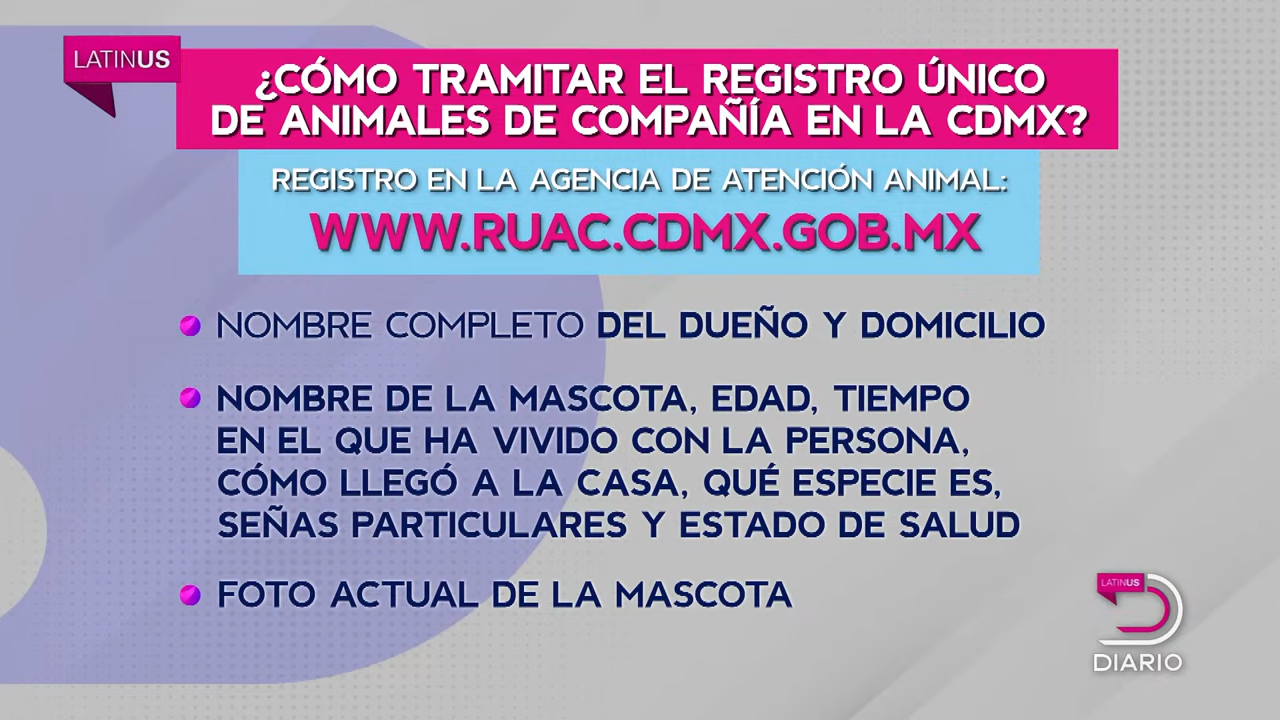 LATINUS
¿CÓMO TRAMITAR EL REGISTRO ÚNICO
DE ANIMALES DE COMPAÑÍA EN LA CDMX?
REGISTRO EN LA AGENCIA DE ATENCIÓN ANIMAL:
WWW.RUAC.CDMX.GOB.MX
NOMBRE COMPLETO DEL DUEÑO Y DOMICILIO
NOMBRE DE LA MASCOTA, EDAD, TIEMPO
EN EL QUE HA VIVIDO CON LA PERSONA,
CÓMO LLEGÓ A LA CASA, QUÉ ESPECIE ES,
SEÑAS PARTICULARES Y ESTADO DE SALUD
FOTO ACTUAL DE LA MASCOTA
LATINUS
DIARIO